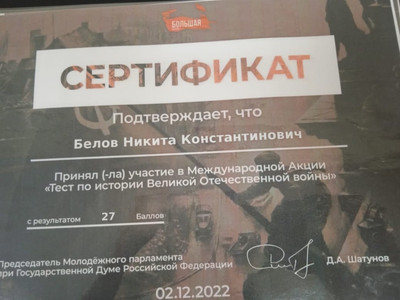 БОЛЬШАЯ
СЕРТИФИКАТ
Подтверждает, что
Белов Никита Константинович
Принял (-ла) участие в Международной Акции
«Тест по истории Великой Отечественной войны»
с результатом 27 Баллов
Председатель Молодёжного парламента
при Государственной Думе Российской Федерации
Д.А. Шатунов
02.12.2022